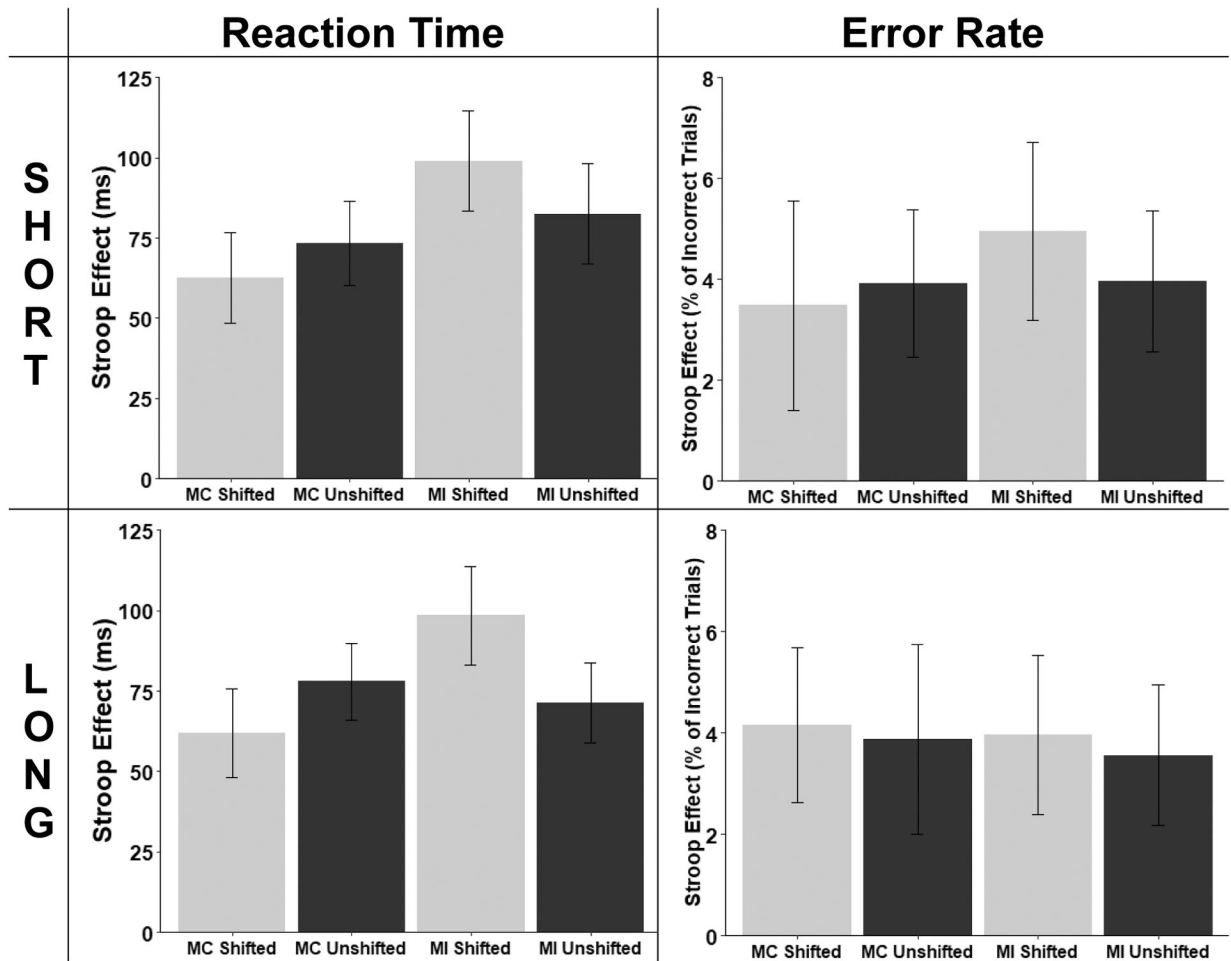 Reaction Time
Error Rate
SHORT
Stroop Effect (ms)
125
100
75
50
25
0
MC Shifted
MC Unshifted
MI Shifted
MI Unshifted
Stroop Effect (% of Incorrect Trials)
8
6
4
2
0
MC Shifted
MC Unshifted
MI Shifted
MI Unshifted
LONG
Stroop Effect (ms)
125
100
75
50
25
0
MC Shifted
MC Unshifted
MI Shifted
MI Unshifted
Stroop Effect (% of Incorrect Trials)
8
6
4
2
0
MC Shifted
MC Unshifted
MI Shifted
MI Unshifted